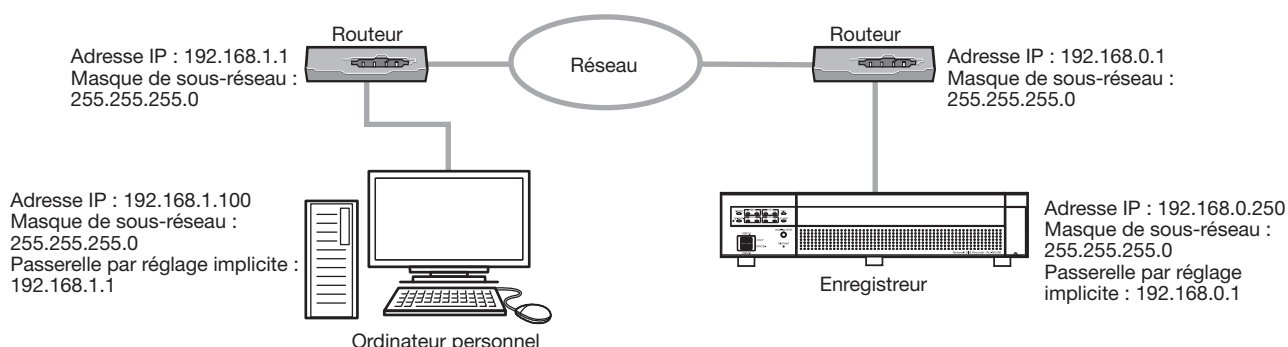 Routeur
Adresse IP : 192.168.1.1
Masque de sous-réseau :
255.255.255.0
Réseau
Routeur
Adresse IP : 192.168.0.1
Masque de sous-réseau :
255.255.255.0
Adresse IP : 192.168.1.100
Masque de sous-réseau :
255.255.255.0
Passerelle par réglage implicite :
192.168.1.1
Ordinateur personnel
Enregistreur
Adresse IP : 192.168.0.250
Masque de sous-réseau :
255.255.255.0
Passerelle par réglage
implicite : 192.168.0.1